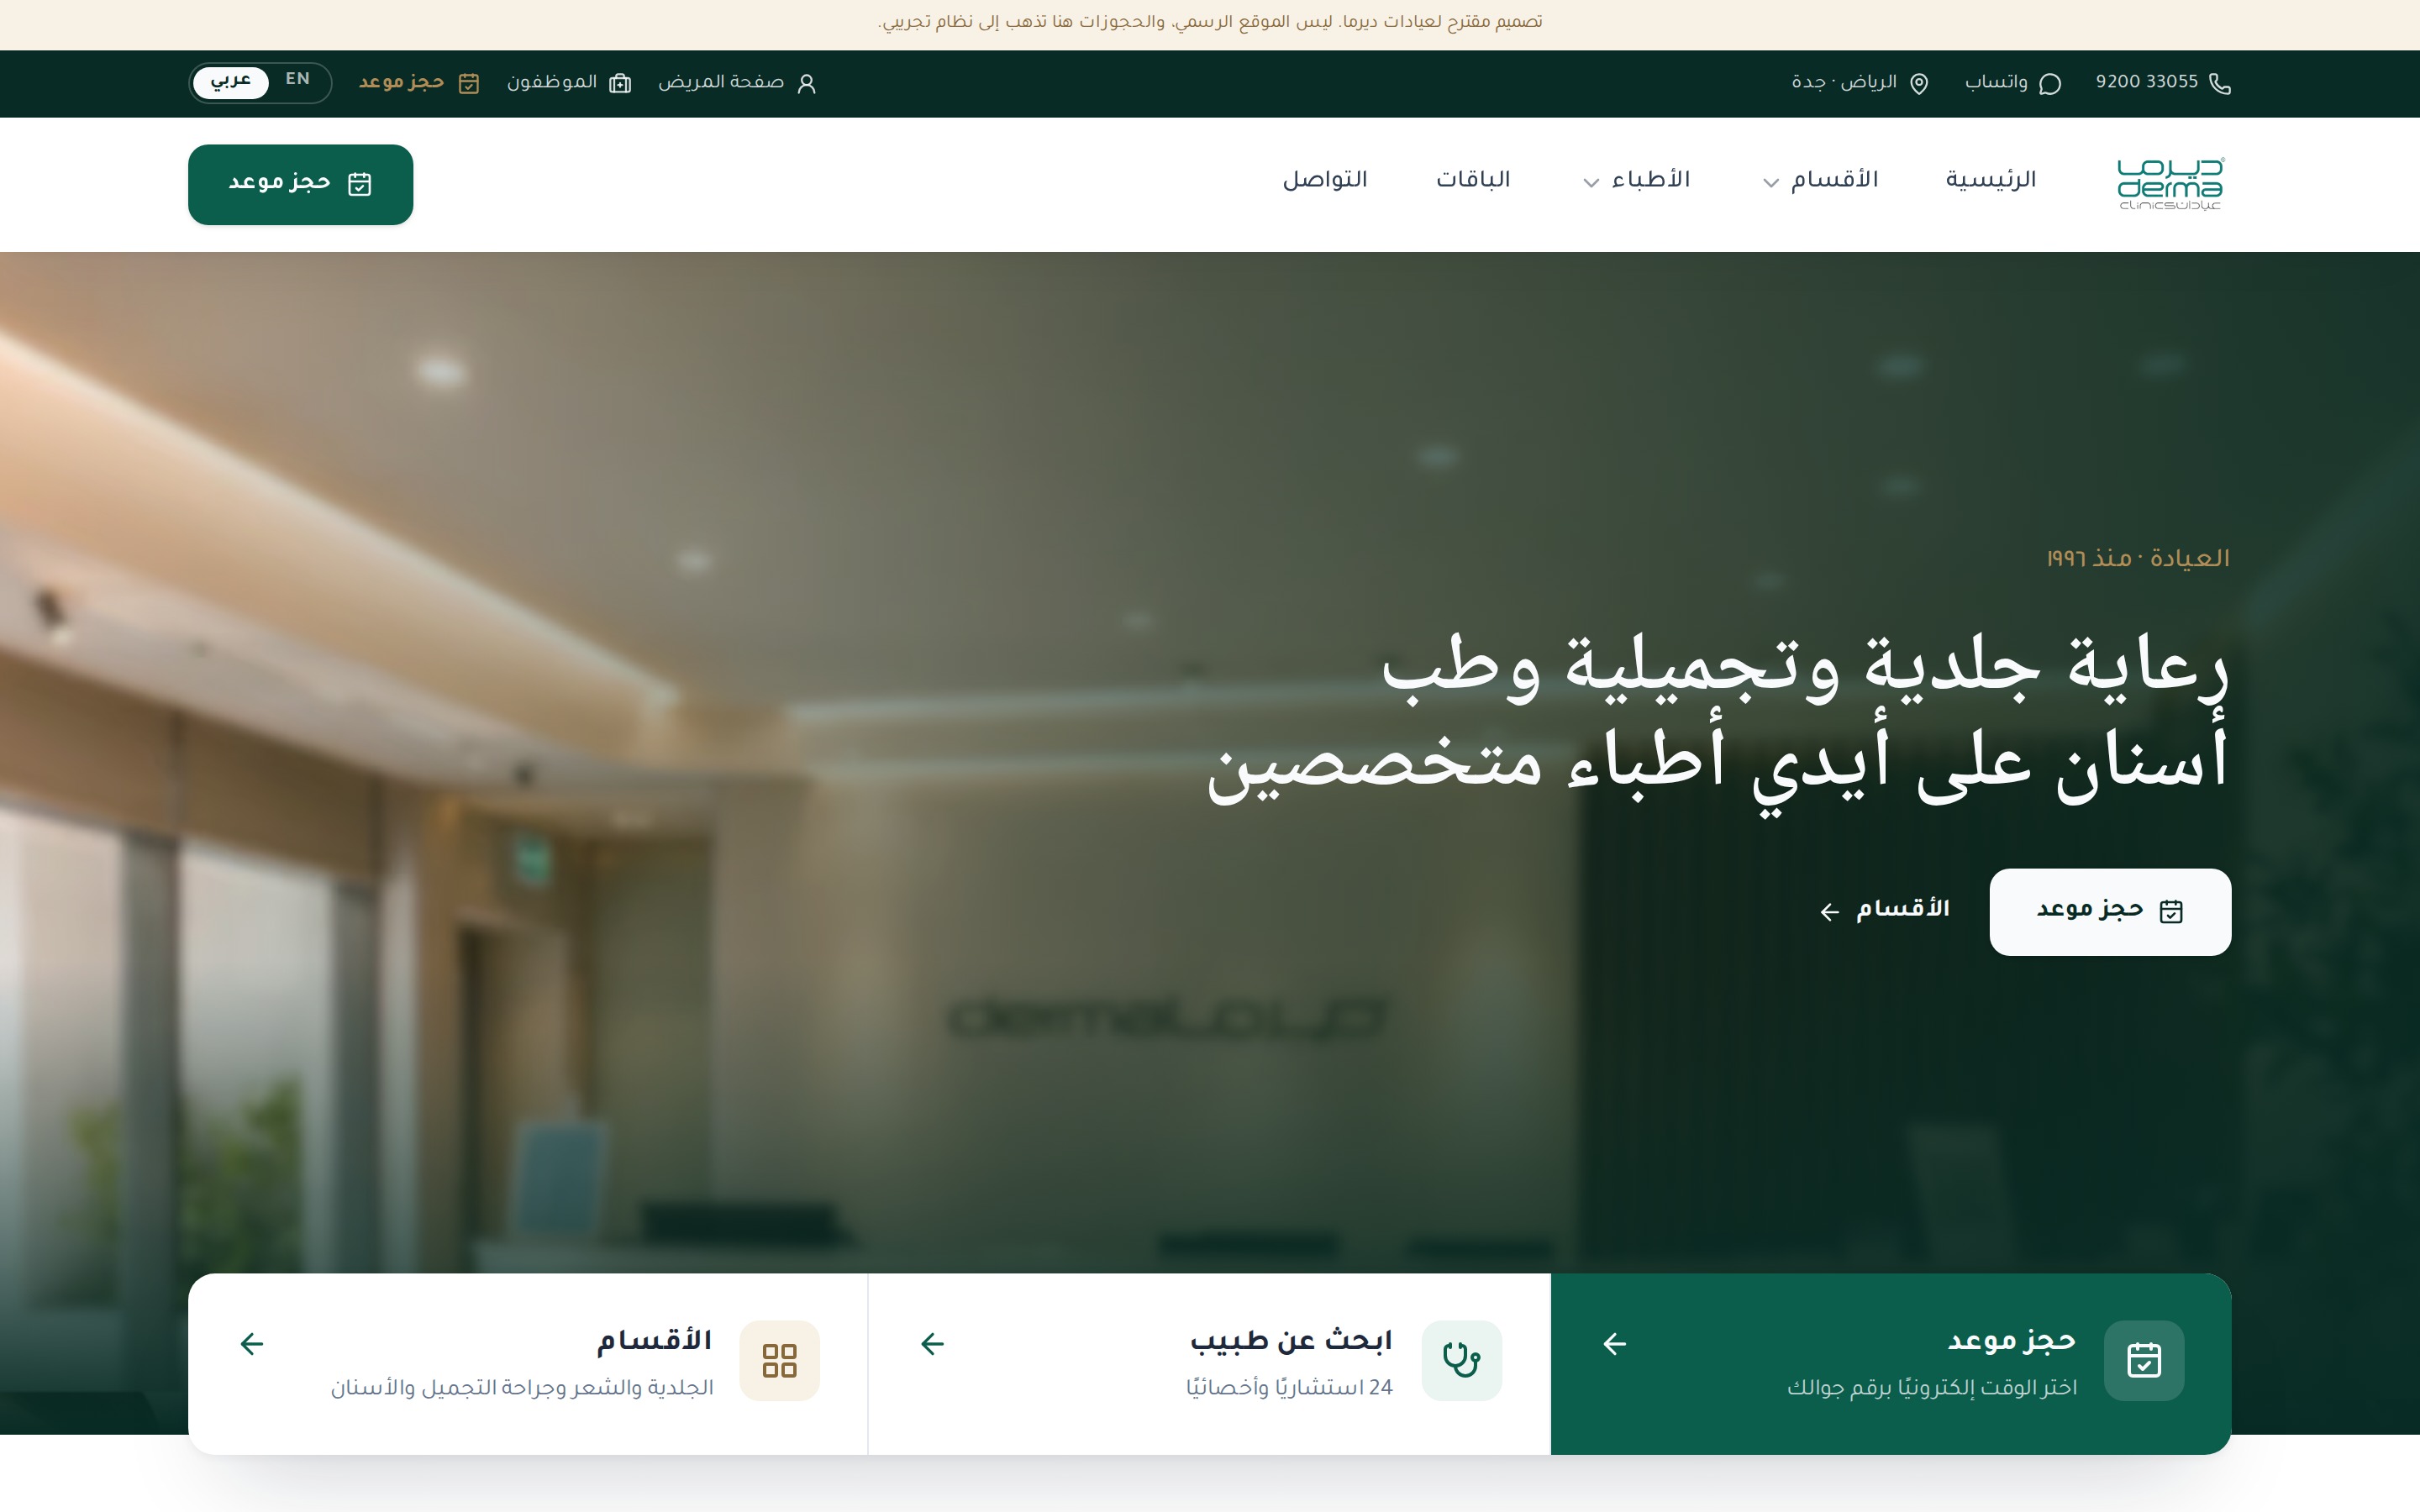 تصميم مقترح لعيادات ديرما. ليس الموقع الرسمي، والحجوزات هنا تذهب إلى نظام تجريبي.
9200 33055
واتساب
الرياض · جدة
صفحة المريض
الموظفون
حجز موعد
EN
عربي
ديرما
derma
clinics عيادات
الرئيسية
الأقسام
الأطباء
الباقات
التواصل
حجز موعد
العيادة · منذ ١٩٩٦
رعاية جلدية وتجميلية وطب
أسنان على أيدي أطباء متخصصين
حجز موعد
الأقسام
derma ديرما
حجز موعد
اختر الوقت إلكترونيًا برقم جوالك
ابحث عن طبيب
24 استشاريًا وأخصائيًا
الأقسام
الجلدية والشعر وجراحة التجميل والأسنان